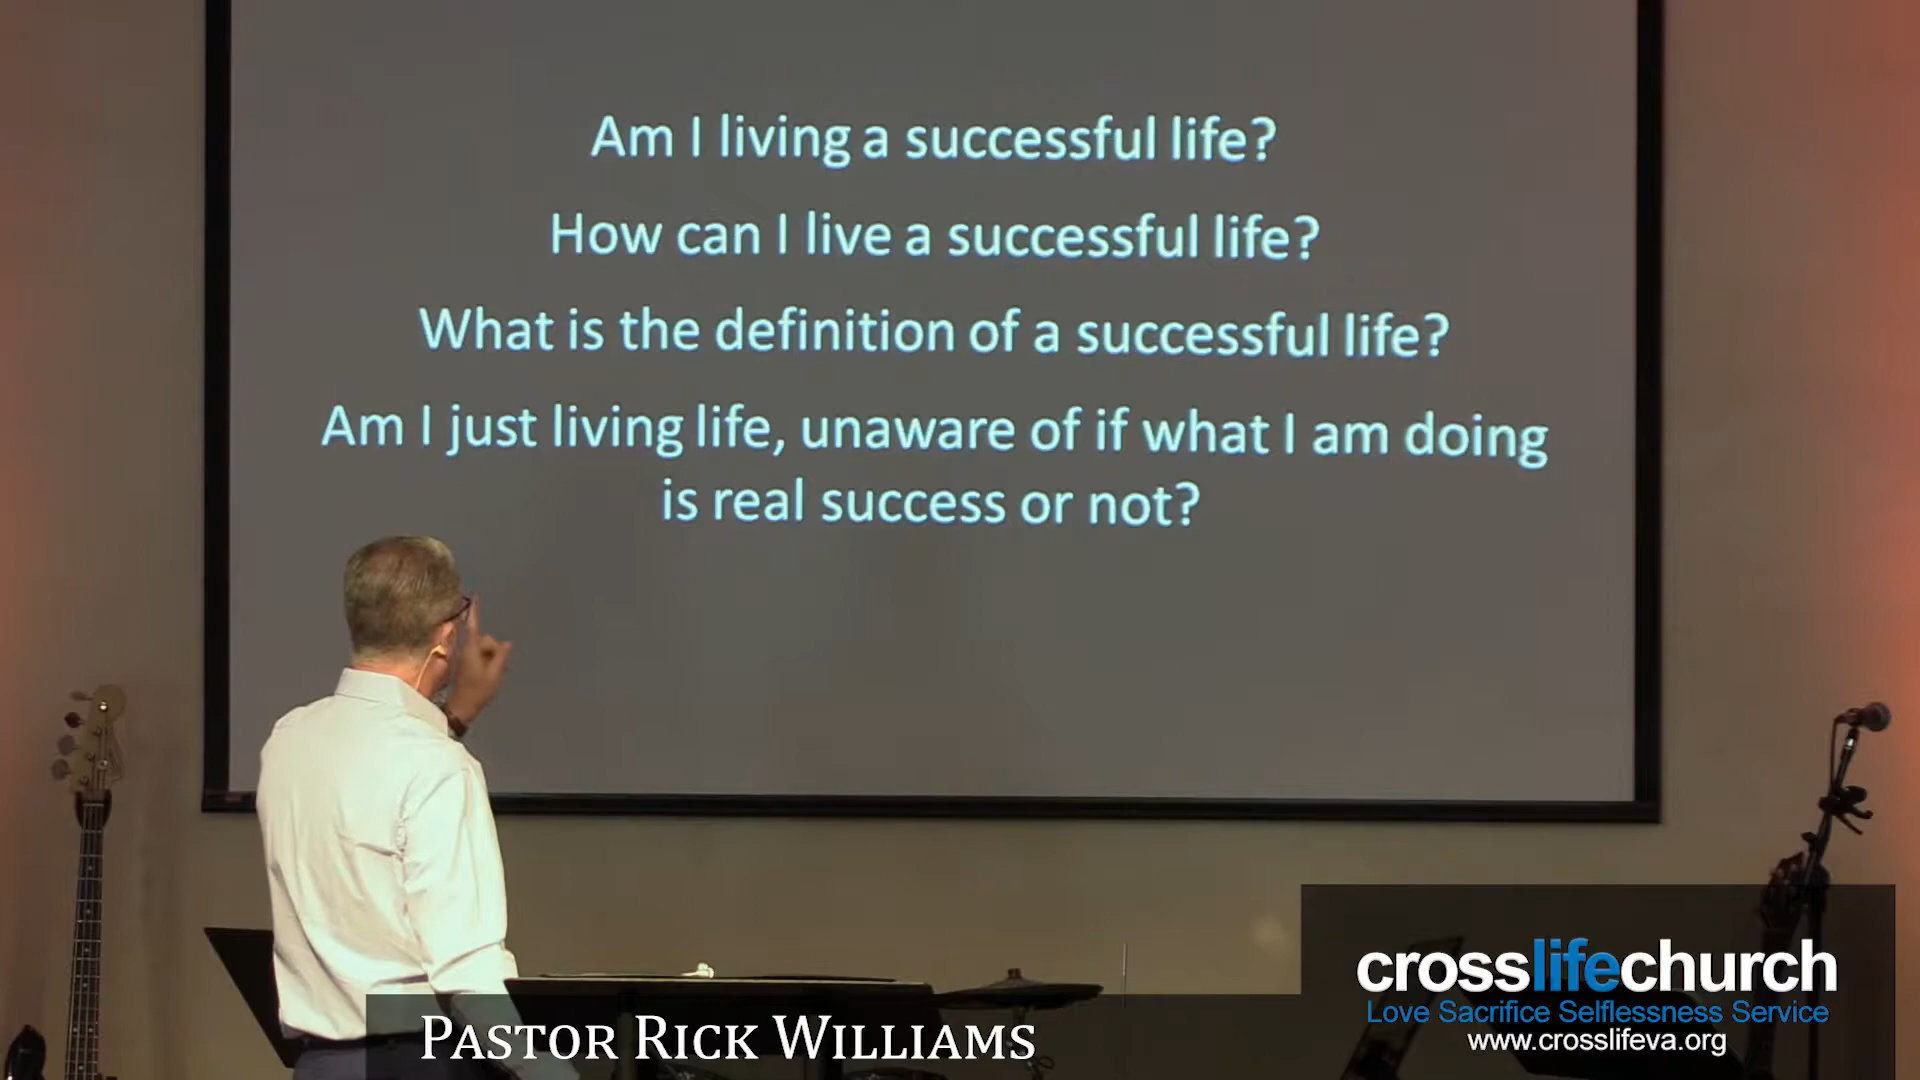 Am I living a successful life?
How can I live a successful life?
What is the definition of a successful life?
Am I just living life, unaware of if what I am doing
is real success or not?
crosslifechurch
Love Sacrifice Selflessness Service
www.crosslifeva.org
PASTOR RICK WILLIAMS